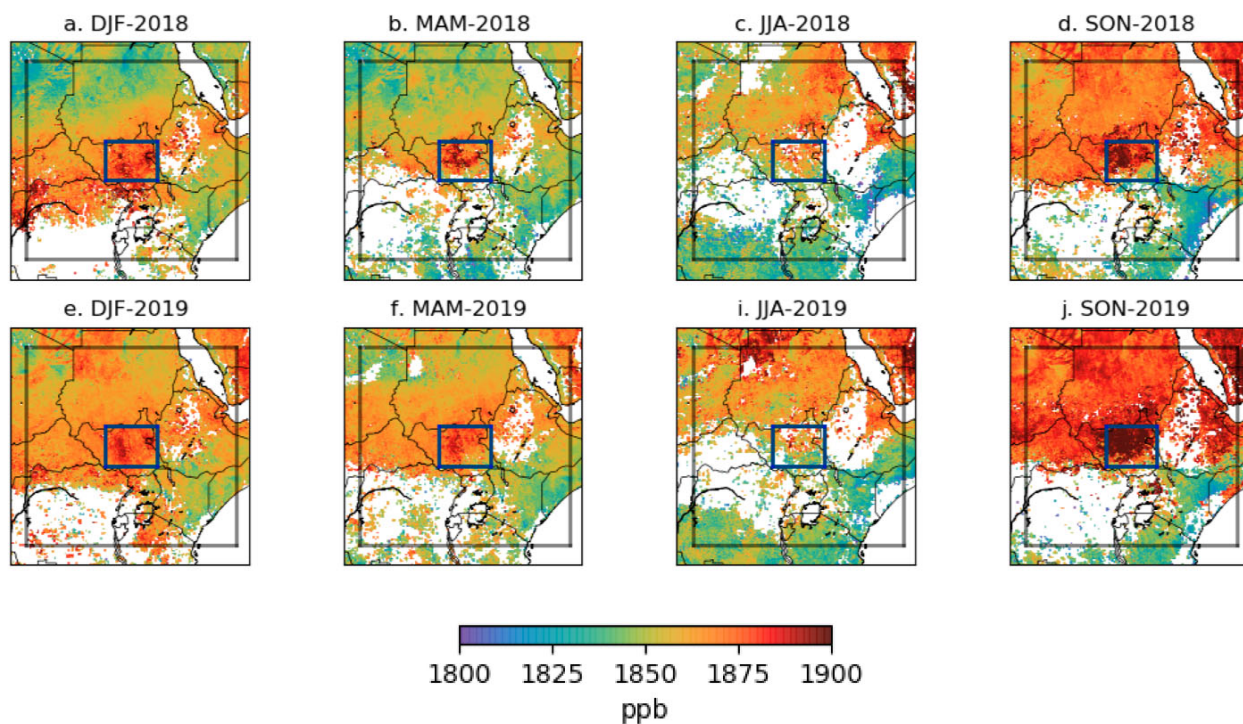 a. DJF-2018
b. MAM-2018
c. JJA-2018
d. SON-2018
e. DJF-2019
f. MAM-2019
i. JJA-2019
j. SON-2019
1800 1825 1850 1875 1900
ppb